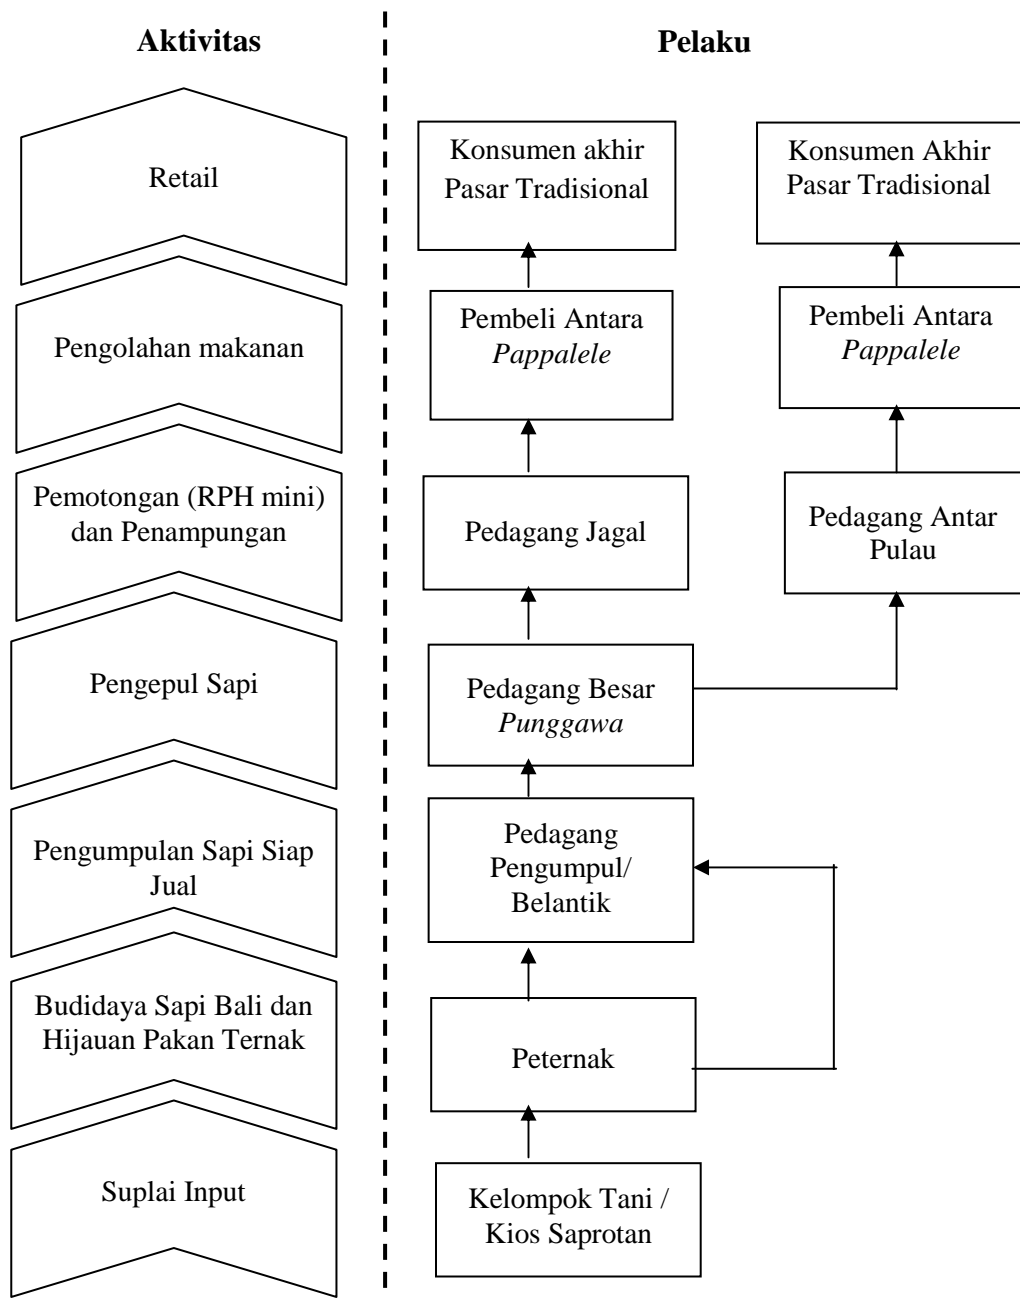 Aktivitas
Pelaku
Retail
Konsumen akhir
Pasar Tradisional
Konsumen Akhir
Pasar Tradisional
Pengolahan makanan
Pembeli Antara
Pappalele
Pembeli Antara
Pappalele
Pemotongan (RPH mini)
dan Penampungan
Pedagang Jagal
Pedagang Antar
Pulau
Pengepul Sapi
Pedagang Besar
Punggawa
Pengumpulan Sapi Siap
Jual
Pedagang
Pengumpul/
Belantik
Budidaya Sapi Bali dan
Hijauan Pakan Ternak
Peternak
Suplai Input
Kelompok Tani /
Kios Saprotan